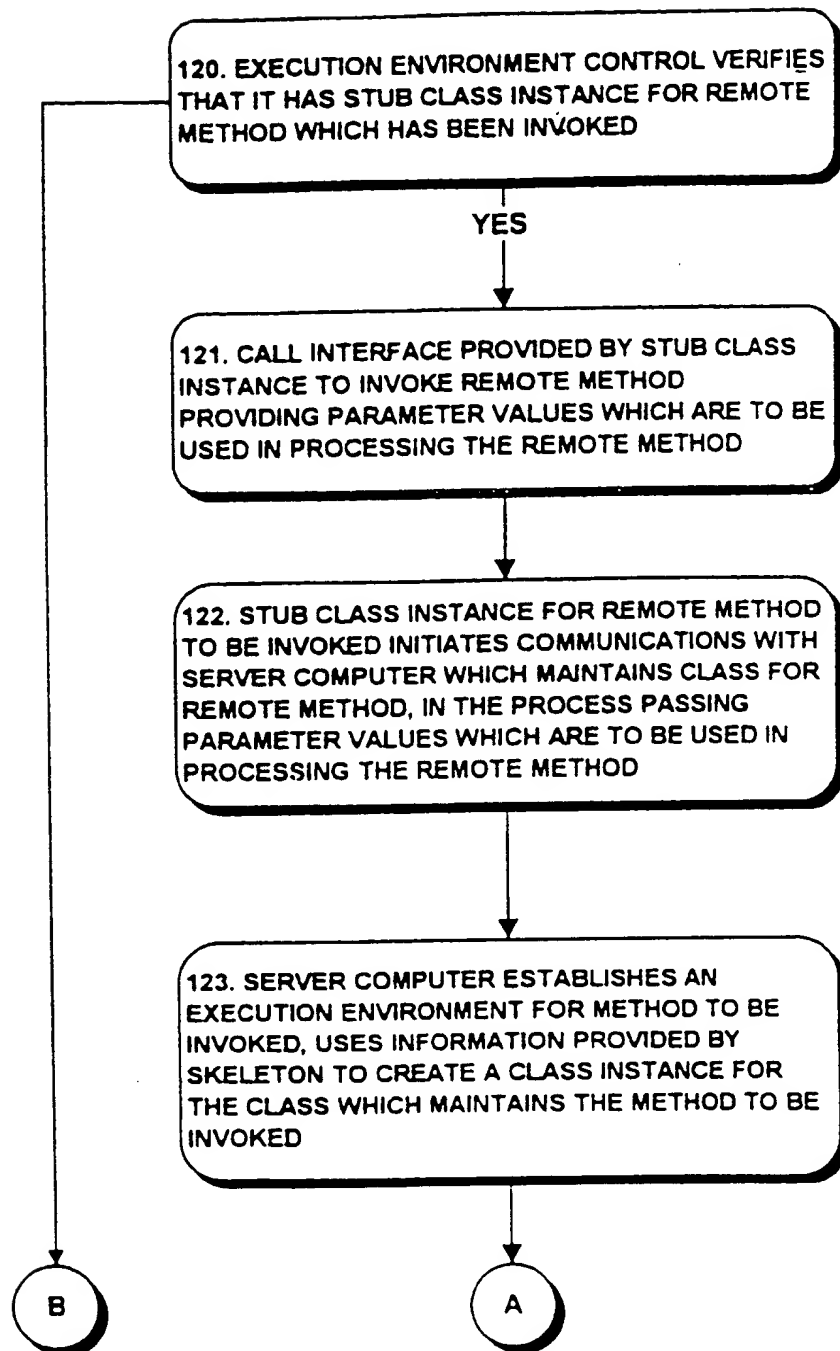 120. EXECUTION ENVIRONMENT CONTROL VERIFIES
THAT IT HAS STUB CLASS INSTANCE FOR REMOTE
METHOD WHICH HAS BEEN INVOKED
YES
121. CALL INTERFACE PROVIDED BY STUB CLASS
INSTANCE TO INVOKE REMOTE METHOD
PROVIDING PARAMETER VALUES WHICH ARE TO BE
USED IN PROCESSING THE REMOTE METHOD
122. STUB CLASS INSTANCE FOR REMOTE METHOD
TO BE INVOKED INITIATES COMMUNICATIONS WITH
SERVER COMPUTER WHICH MAINTAINS CLASS FOR
REMOTE METHOD, IN THE PROCESS PASSING
PARAMETER VALUES WHICH ARE TO BE USED IN
PROCESSING THE REMOTE METHOD
123. SERVER COMPUTER ESTABLISHES AN
EXECUTION ENVIRONMENT FOR METHOD TO BE
INVOKED, USES INFORMATION PROVIDED BY
SKELETON TO CREATE A CLASS INSTANCE FOR
THE CLASS WHICH MAINTAINS THE METHOD TO BE
INVOKED
B
A